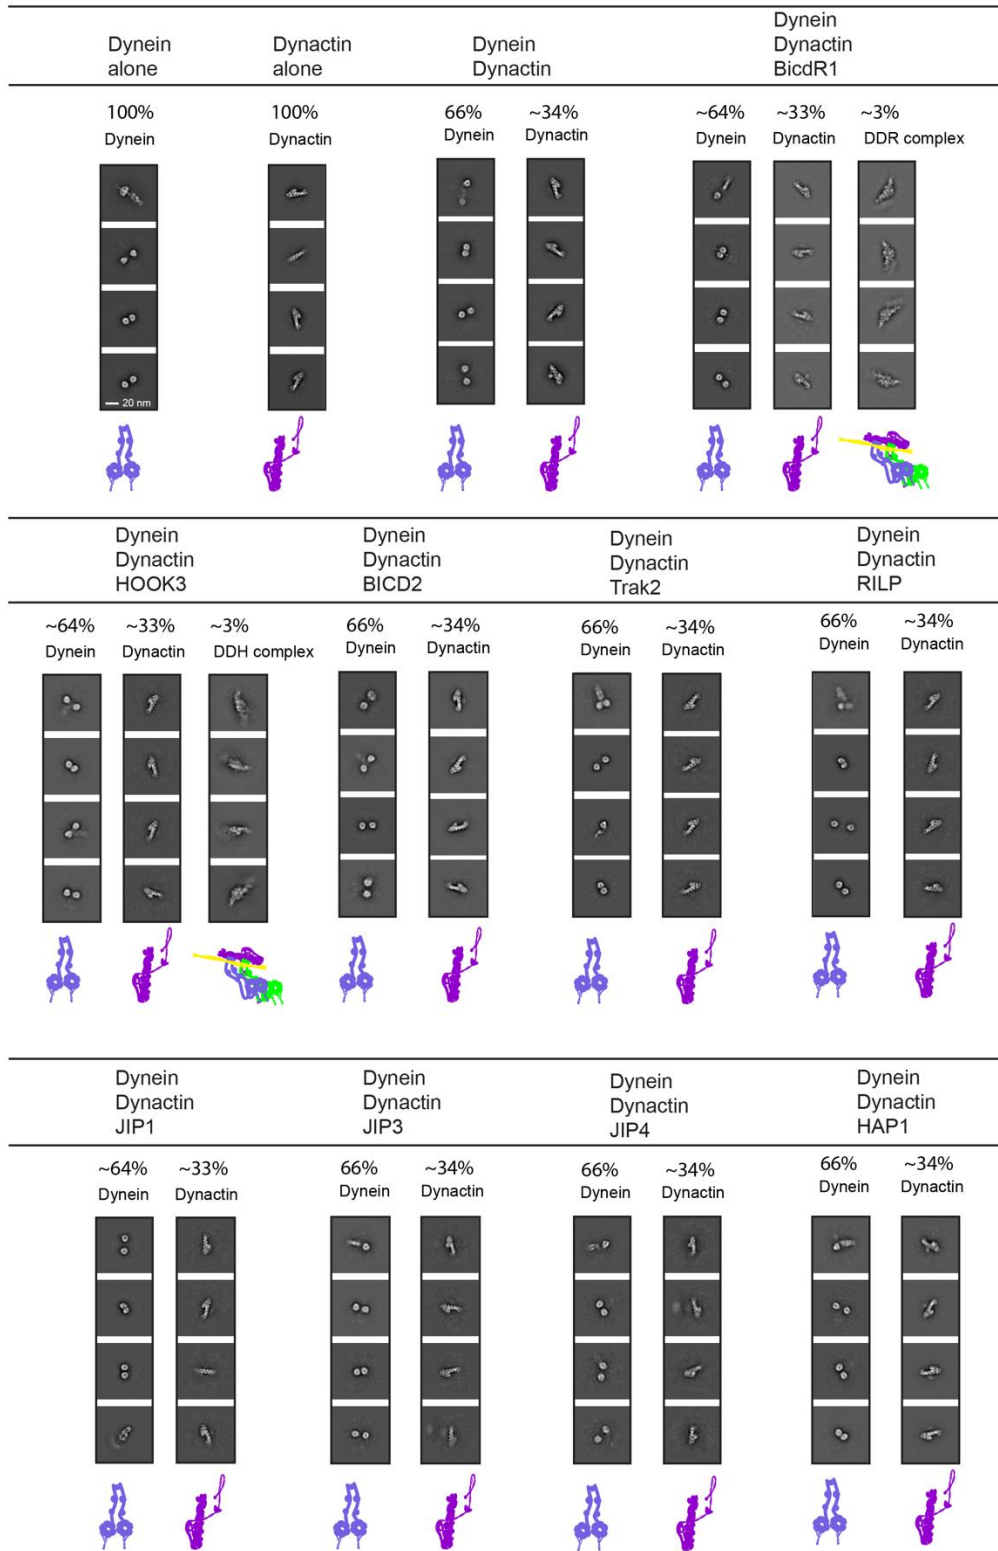 Dynein
alone
Dynactin
alone
Dynein
Dynactin
Dynein
Dynactin
BicdR1
100%
Dynein
100%
Dynactin
66%
Dynein
~34%
Dynactin
~64%
Dynein
~33%
Dynactin
~3%
DDR complex
20 nm
Dynein
Dynactin
HOOK3
Dynein
Dynactin
BICD2
Dynein
Dynactin
Trak2
Dynein
Dynactin
RILP
~64%
Dynein
~33%
Dynactin
~3%
DDH complex
66%
Dynein
~34%
Dynactin
66%
Dynein
~34%
Dynactin
66%
Dynein
~34%
Dynactin
Dynein
Dynactin
JIP1
Dynein
Dynactin
JIP3
Dynein
Dynactin
JIP4
Dynein
Dynactin
HAP1
~64%
Dynein
~33%
Dynactin
66%
Dynein
~34%
Dynactin
66%
Dynein
~34%
Dynactin
66%
Dynein
~34%
Dynactin